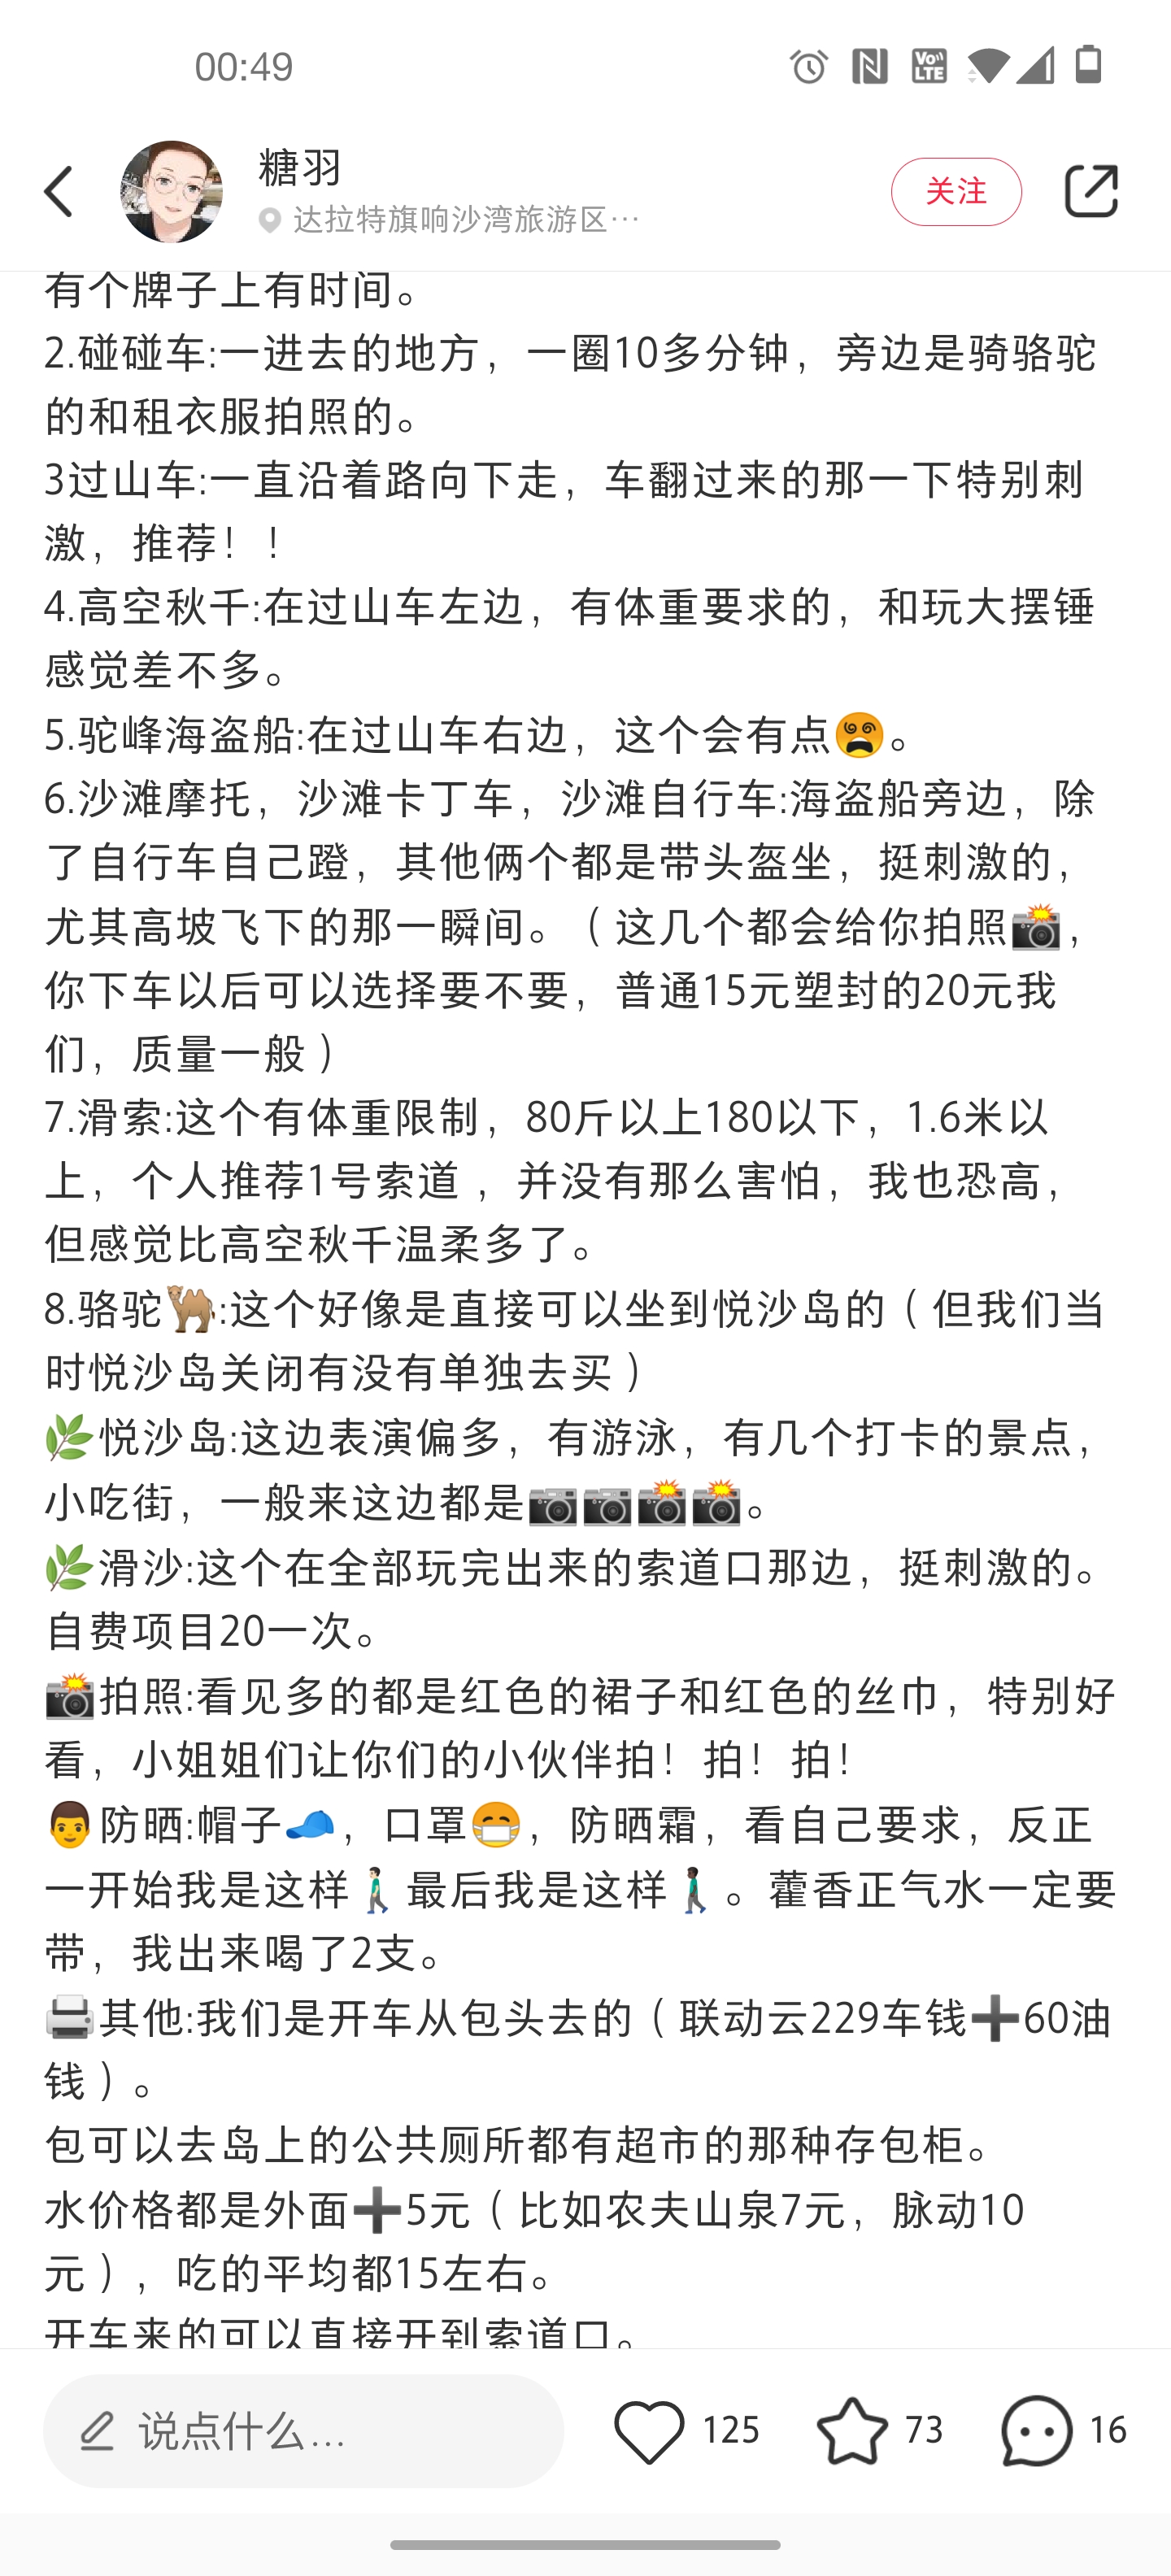 00:49
糖羽
达拉特旗响沙湾旅游区…
关注
有个牌子上有时间。
2.碰碰车:一进去的地方，一圈10多分钟，旁边是骑骆驼
的和租衣服拍照的。
3过山车:一直沿着路向下走，车翻过来的那一下特别刺
激，推荐！！
4.高空秋千:在过山车左边，有体重要求的，和玩大摆锤
感觉差不多。
5.驼峰海盗船:在过山车右边，这个会有点😵。
6.沙滩摩托，沙滩卡丁车，沙滩自行车:海盗船旁边，除
了自行车自己蹬，其他俩个都是带头盔坐，挺刺激的，
尤其高坡飞下的那一瞬间。（这几个都会给你拍照📸，
你下车以后可以选择要不要，普通15元塑封的20元我
们，质量一般）
7.滑索:这个有体重限制，80斤以上180以下，1.6米以
上，个人推荐1号索道，并没有那么害怕，我也恐高，
但感觉比高空秋千温柔多了。
8.骆驼🐫:这个好像是直接可以坐到悦沙岛的（但我们当
时悦沙岛关闭有没有单独去买）
🌿悦沙岛:这边表演偏多，有游泳，有几个打卡的景点，
小吃街，一般来这边都是📷📷📸📸。
🌿滑沙:这个在全部玩完出来的索道口那边，挺刺激的。
自费项目20一次。
📸拍照:看见多的都是红色的裙子和红色的丝巾，特别好
看，小姐姐们让你们的小伙伴拍！拍！拍！
👨防晒:帽子🧢，口罩😷，防晒霜，看自己要求，反正
一开始我是这样🚶🏻‍♂️最后我是这样🚶🏿‍♂️。藿香正气水一定要
带，我出来喝了2支。
🖨其他:我们是开车从包头去的（联动云229车钱➕60油
钱）。
包可以去岛上的公共厕所都有超市的那种存包柜。
水价格都是外面➕5元（比如农夫山泉7元，脉动10
元），吃的平均都15左右。
开车来的可以直接开到索道口。
说点什么...
125
73
16